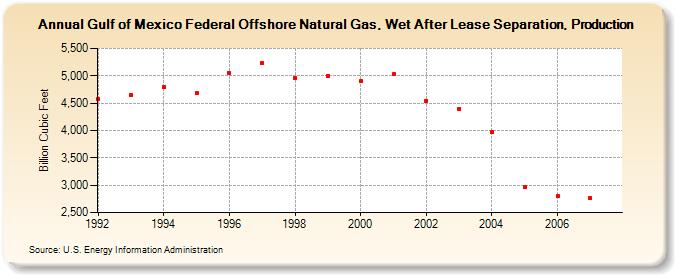 Annual Gulf of Mexico Federal Offshore Natural Gas, Wet After Lease Separation, Production
Billion Cubic Feet
5,500
5,000
4,500
4,000
3,500
3,000
2,500
1992 1994 1996 1998 2000 2002 2004 2006
Source: U.S. Energy Information Administration